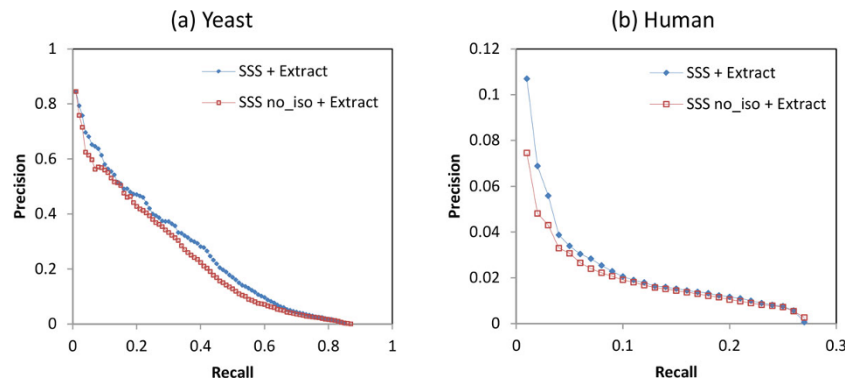 (a) Yeast
Precision
1
0.8
0.6
0.4
0.2
0
SSS + Extract
SSS no_iso + Extract
0 0.2 0.4 0.6 0.8 1
Recall
(b) Human
Precision
0.12
0.1
0.08
0.06
0.04
0.02
0
SSS + Extract
SSS no_iso + Extract
0 0.1 0.2 0.3
Recall